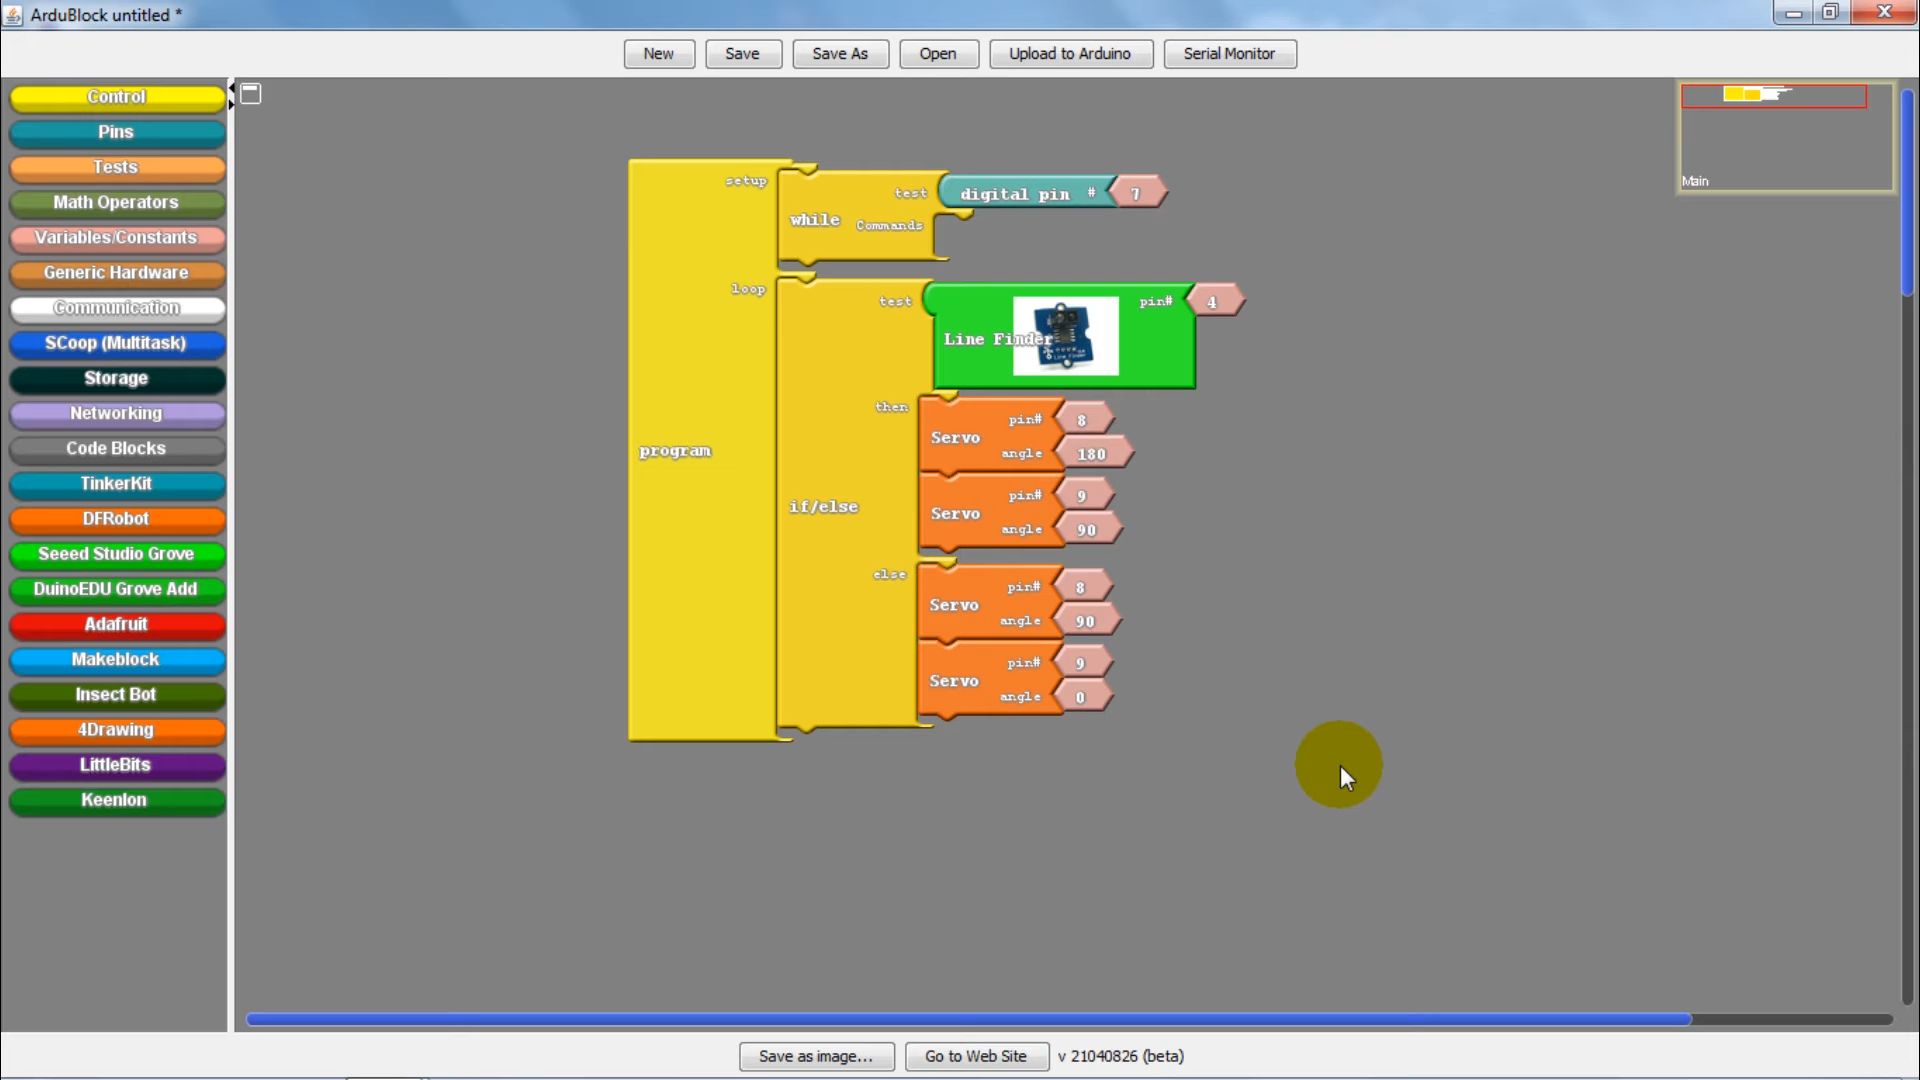 ArduBlock untitled *
New Save Save As Open Upload to Arduino Serial Monitor
Control
Pins
Tests
Math Operators
Variables/Constants
Generic Hardware
Communication
SCoop (Multitask)
Storage
Networking
Code Blocks
TinkerKit
DFRobot
Seeed Studio Grove
DuinoEDU Grove Add
Adafruit
Makeblock
Insect Bot
4Drawing
LittleBits
Keenlon
program
setup
while
test
digital pin # 7
Commands
loop
if/else
test
Line Finder
pin# 4
then
Servo
pin# 8
angle 180
Servo
pin# 9
angle 90
else
Servo
pin# 8
angle 90
Servo
pin# 9
angle 0
Main
Save as image... Go to Web Site v 21040826 (beta)